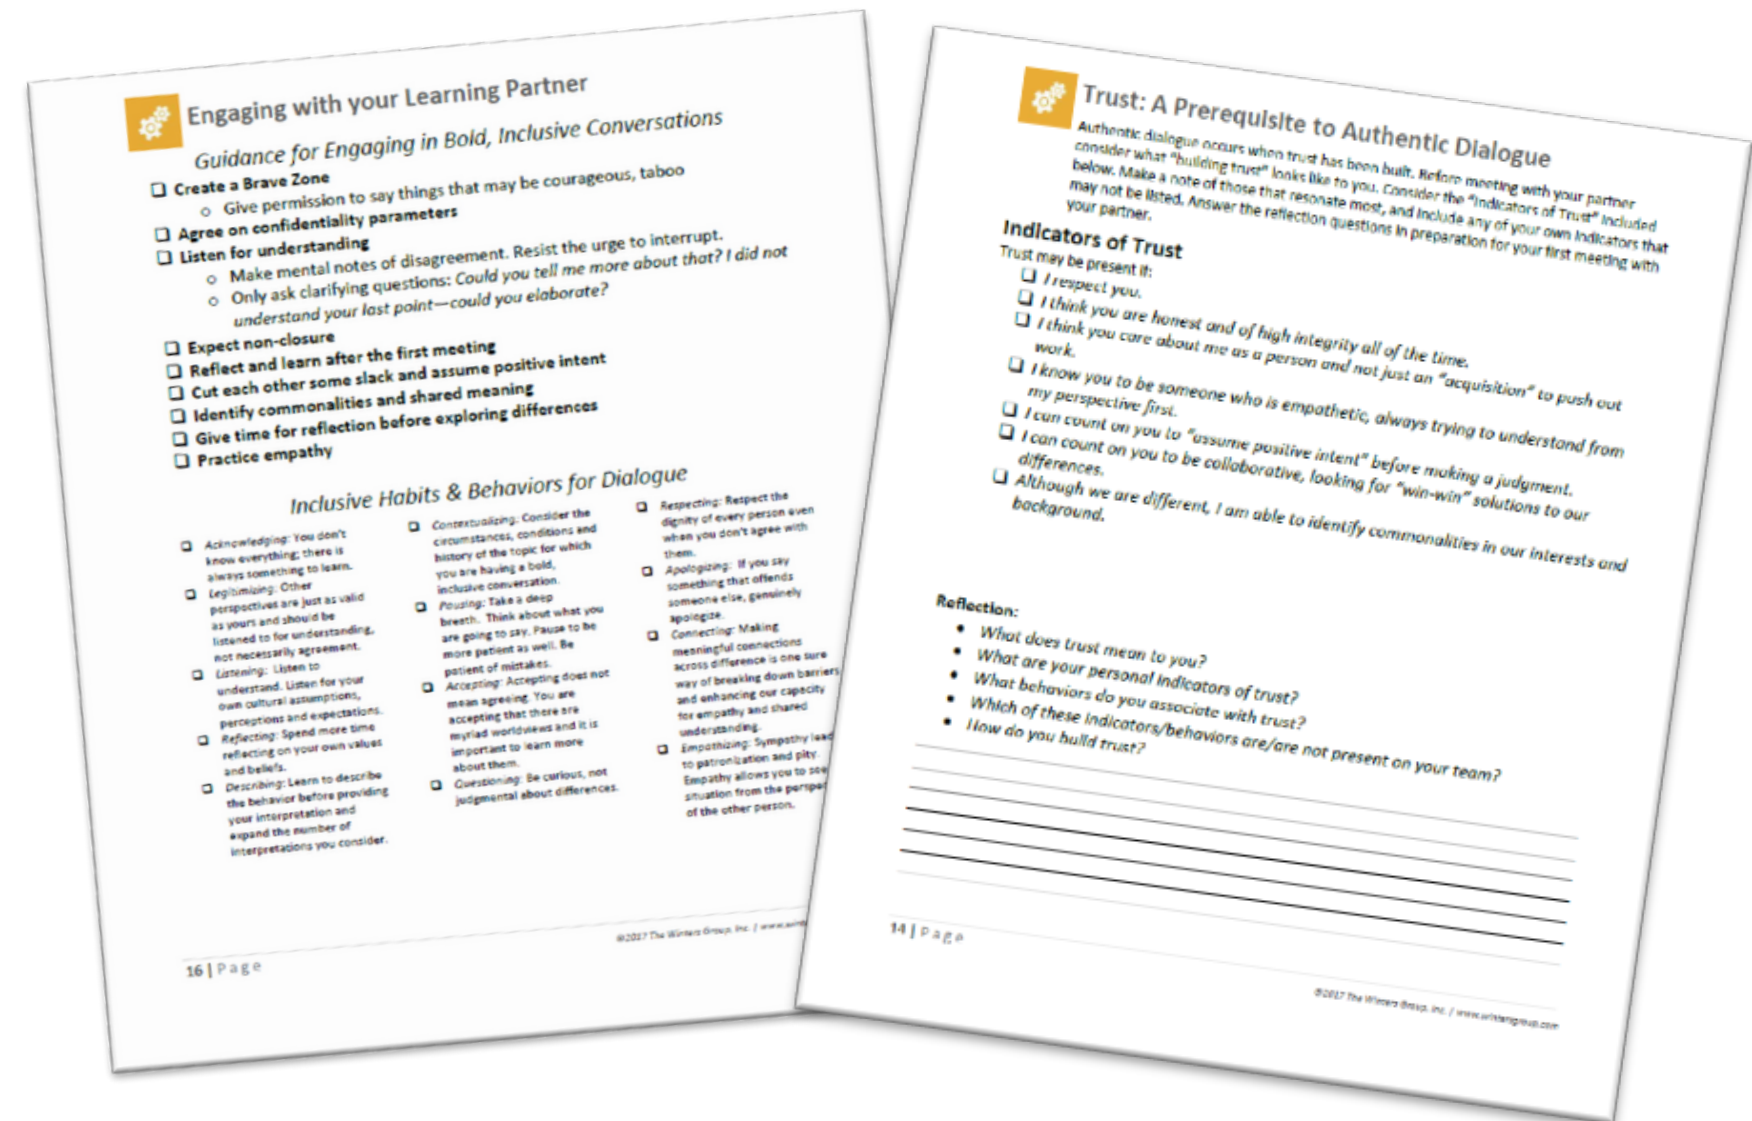 Engaging with your Learning Partner
Guidance for Engaging in Bold, Inclusive Conversations
❑ Create a Brave Zone
o Give permission to say things that may be courageous, taboo
❑ Agree on confidentiality parameters
❑ Listen for understanding
o Make mental notes of disagreement. Resist the urge to interrupt.
o Only ask clarifying questions: Could you tell me more about that? I did not
understand your last point—could you elaborate?
❑ Expect non-closure
❑ Reflect and learn after the first meeting
❑ Cut each other some slack and assume positive intent
❑ Identify commonalities and shared meaning
❑ Give time for reflection before exploring differences
❑ Practice empathy
Inclusive Habits & Behaviors for Dialogue
❑ Acknowledging: You don't
know everything; there is
always something to learn.
❑ Legitimizing: Other
perspectives are just as valid
as yours and should be
listened to for understanding,
not necessarily agreement.
❑ Listening: Listen to
understand. Listen for your
own cultural assumptions,
perceptions and expectations.
❑ Reflecting: Spend more time
reflecting on your own values
and beliefs.
❑ Describing: Learn to describe
the behavior before providing
your interpretation and
expand the number of
interpretations you consider.
❑ Contextualizing: Consider the
circumstances, conditions and
history of the topic for which
you are having a bold,
inclusive conversation.
❑ Pausing: Take a deep
breath. Think about what you
are going to say. Pause to be
more patient as well. Be
patient of mistakes.
❑ Accepting: Accepting does not
mean agreeing. You are
accepting that there are
myriad worldviews and it is
important to learn more
about them.
❑ Questioning: Be curious, not
judgmental about differences.
❑ Respecting: Respect the
dignity of every person even
when you don't agree with
them.
❑ Apologizing: If you say
something that offends
someone else, genuinely
apologize.
❑ Connecting: Making
meaningful connections
across difference is one sure
way of breaking down barriers
and enhancing our capacity
for empathy and shared
understanding.
❑ Empathizing: Sympathy lead
to patronization and pity.
Empathy allows you to see
situation from the perspe
of the other person.
©2017 The Winters Group, Inc. |
16 | Page
Trust: A Prerequisite to Authentic Dialogue
Authentic dialogue occurs when trust has been built. Before meeting with your partner
consider what "building trust" looks like to you. Consider the "Indicators of Trust" included
below. Make a note of those that resonate most, and include any of your own indicators that
may not be listed. Answer the reflection questions in preparation for your first meeting with
your partner.
Indicators of Trust
Trust may be present if:
❑ I respect you.
❑ I think you are honest and of high integrity all of the time.
❑ I think you care about me as a person and not just an "acquisition" to push out
work.
❑ I know you to be someone who is empathetic, always trying to understand from
my perspective first.
❑ I can count on you to "assume positive intent" before making a judgment.
❑ I can count on you to be collaborative, looking for "win-win" solutions to our
differences.
❑ Although we are different, I am able to identify commonalities in our interests and
background.
Reflection:
• What does trust mean to you?
• What are your personal indicators of trust?
• What behaviors do you associate with trust?
• Which of these indicators/behaviors are/are not present on your team?
• How do you build trust?
14 | Page
©2017 The Winters Group, Inc. | www.wintersgroup.com